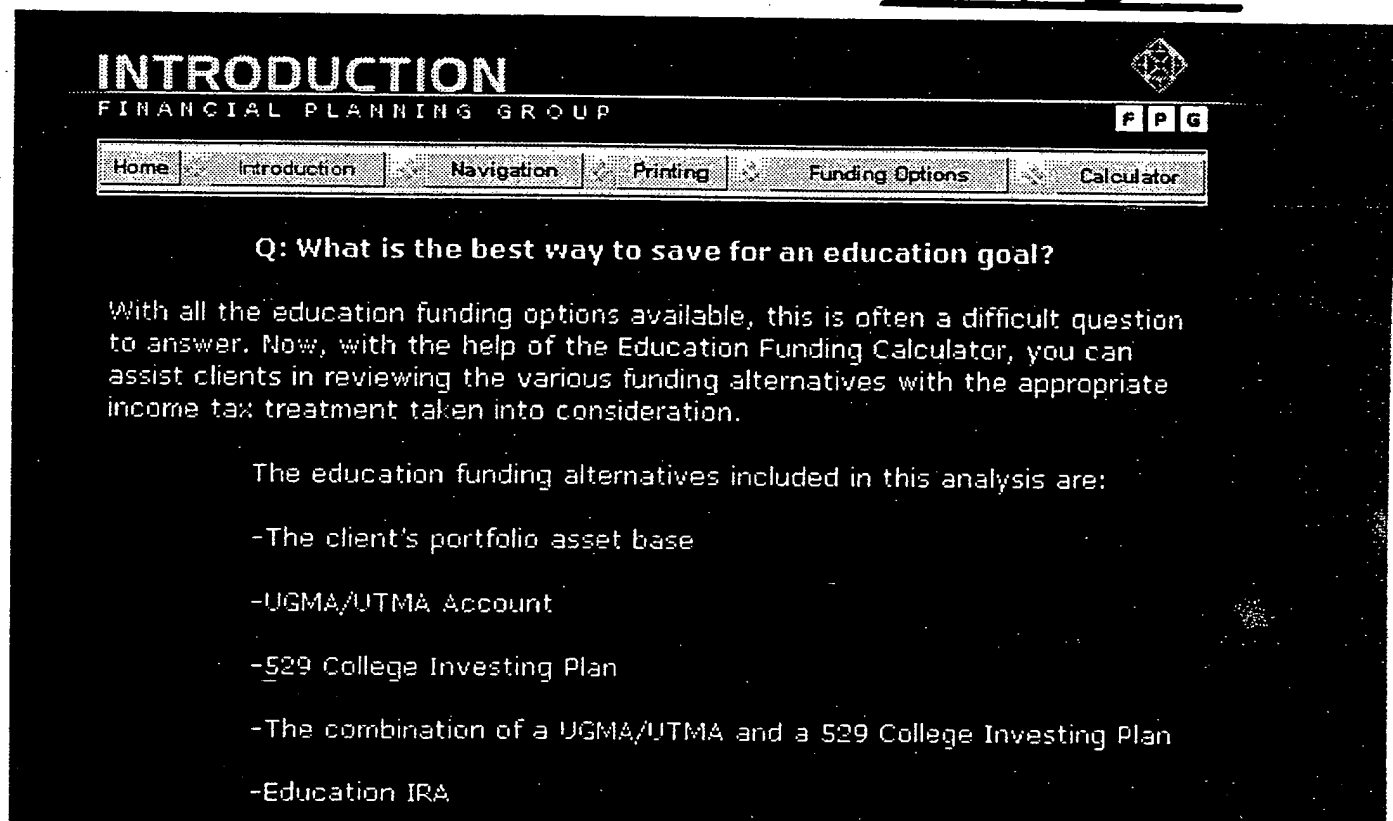 INTRODUCTION
FINANCIAL PLANNING GROUP
F P G
Home Introduction Navigation Printing Funding Options Calculator
Q: What is the best way to save for an education goal?
With all the education funding options available, this is often a difficult question
to answer. Now, with the help of the Education Funding Calculator, you can
assist clients in reviewing the various funding alternatives with the appropriate
income tax treatment taken into consideration.
The education funding alternatives included in this analysis are:
-The client's portfolio asset base
-UGMA/UTMA Account
-529 College Investing Plan
-The combination of a UGMA/UTMA and a 529 College Investing Plan
-Education IRA